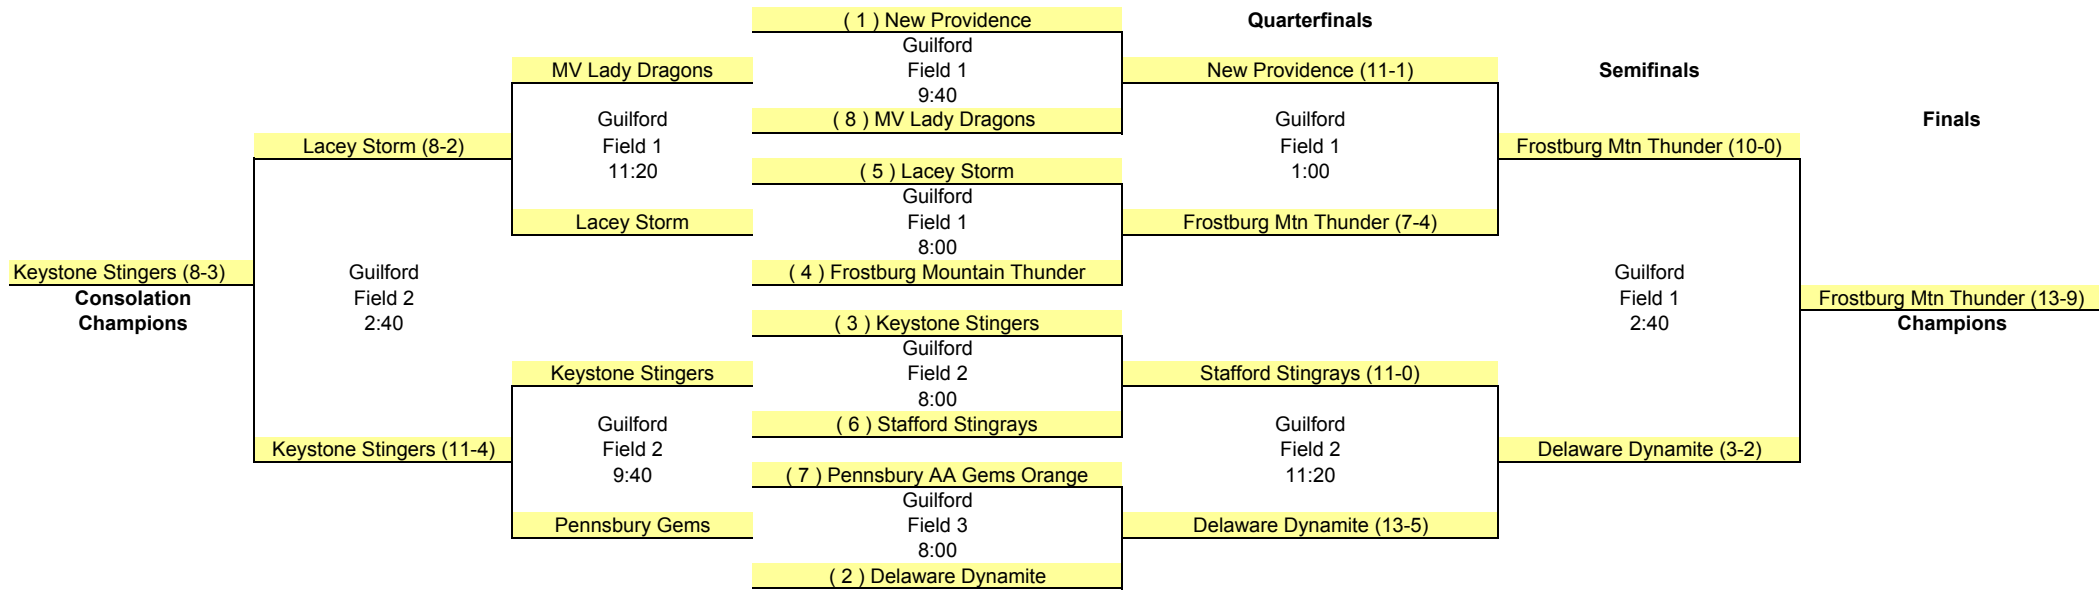 ( 1 ) New Providence
Quarterfinals
Guilford
Field 1
9:40
MV Lady Dragons
New Providence (11-1)
Semifinals
( 8 ) MV Lady Dragons
Guilford
Field 1
11:20
Guilford
Field 1
1:00
Finals
Lacey Storm (8-2)
Frostburg Mtn Thunder (10-0)
( 5 ) Lacey Storm
Guilford
Field 1
8:00
Lacey Storm
Frostburg Mtn Thunder (7-4)
( 4 ) Frostburg Mountain Thunder
Keystone Stingers (8-3)
Consolation
Champions
Guilford
Field 2
2:40
Guilford
Field 1
2:40
Frostburg Mtn Thunder (13-9)
Champions
( 3 ) Keystone Stingers
Guilford
Field 2
8:00
Keystone Stingers
Stafford Stingrays (11-0)
( 6 ) Stafford Stingrays
Guilford
Field 2
9:40
Guilford
Field 2
11:20
Keystone Stingers (11-4)
Delaware Dynamite (3-2)
( 7 ) Pennsbury AA Gems Orange
Guilford
Field 3
8:00
Pennsbury Gems
Delaware Dynamite (13-5)
( 2 ) Delaware Dynamite